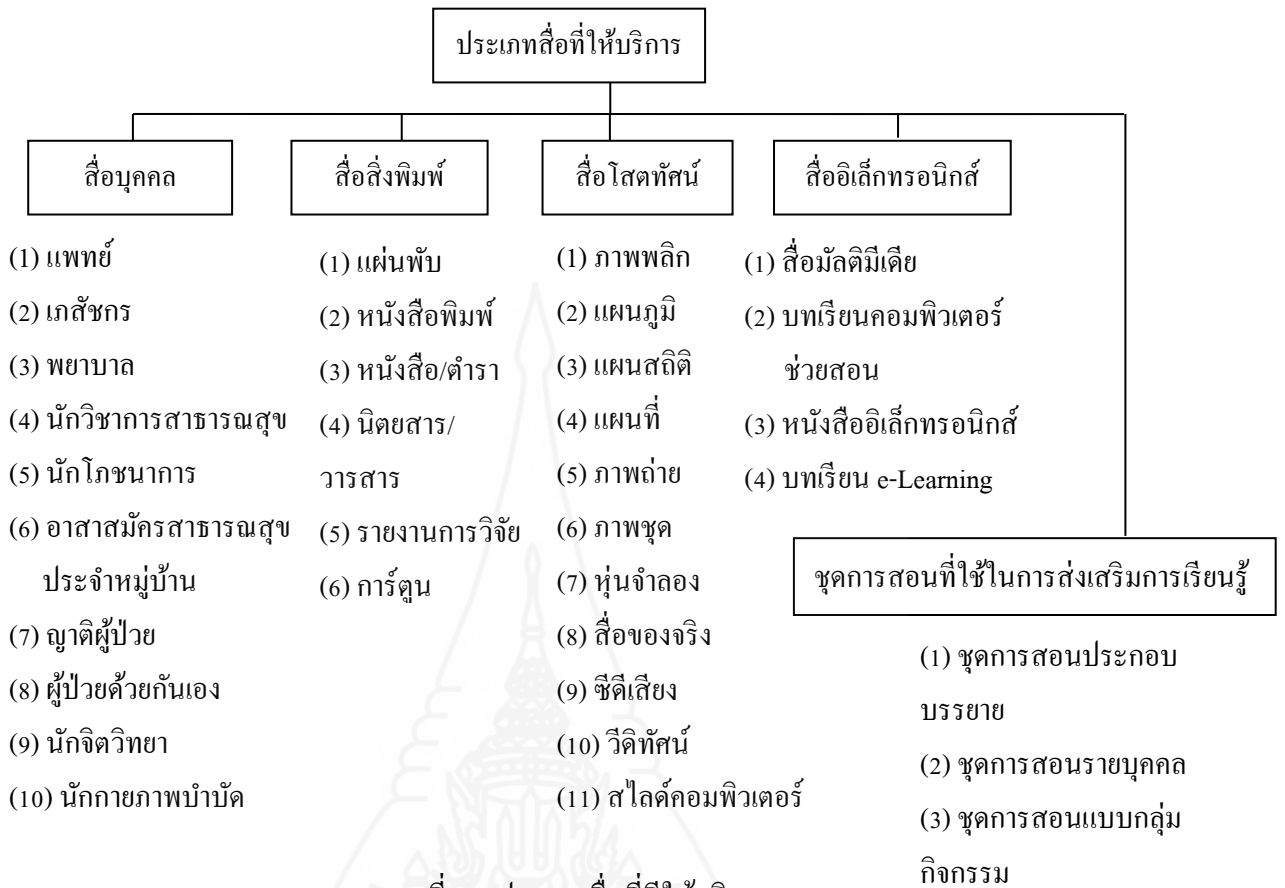 ประเภทสื่อที่ให้บริการ
สื่อบุคคล
(1) แพทย์
(2) เภสัชกร
(3) พยาบาล
(4) นักวิชาการสาธารณสุข
(5) นักโภชนาการ
(6) อาสาสมัครสาธารณสุข
ประจำหมู่บ้าน
(7) ญาติผู้ป่วย
(8) ผู้ป่วยด้วยกันเอง
(9) นักจิตวิทยา
(10) นักกายภาพบำบัด
สื่อสิ่งพิมพ์
(1) แผ่นพับ
(2) หนังสือพิมพ์
(3) หนังสือ/ตำรา
(4) นิตยสาร/
วารสาร
(5) รายงานการวิจัย
(6) การ์ตูน
สื่อโสตทัศน์
(1) ภาพพลิก
(2) แผนภูมิ
(3) แผนสถิติ
(4) แผนที่
(5) ภาพถ่าย
(6) ภาพชุด
(7) หุ่นจำลอง
(8) สื่อของจริง
(9) ซีดีเสียง
(10) วีดิทัศน์
(11) สไลด์คอมพิวเตอร์
สื่ออิเล็กทรอนิกส์
(1) สื่อมัลติมีเดีย
(2) บทเรียนคอมพิวเตอร์
ช่วยสอน
(3) หนังสืออิเล็กทรอนิกส์
(4) บทเรียน e-Learning
ชุดการสอนที่ใช้ในการส่งเสริมการเรียนรู้
(1) ชุดการสอนประกอบ
บรรยาย
(2) ชุดการสอนรายบุคคล
(3) ชุดการสอนแบบกลุ่ม
กิจกรรม